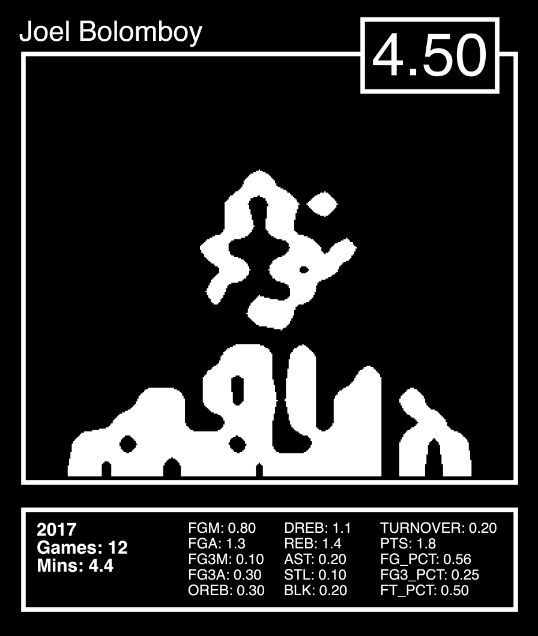 Joel Bolomboy
4.50
2017
Games: 12
Mins: 4.4
FGM: 0.80
FGA: 1.3
FG3M: 0.10
FG3A: 0.30
OREB: 0.30
DREB: 1.1
REB: 1.4
AST: 0.20
STL: 0.10
BLK: 0.20
TURNOVER: 0.20
PTS: 1.8
FG_PCT: 0.56
FG3_PCT: 0.25
FT_PCT: 0.50